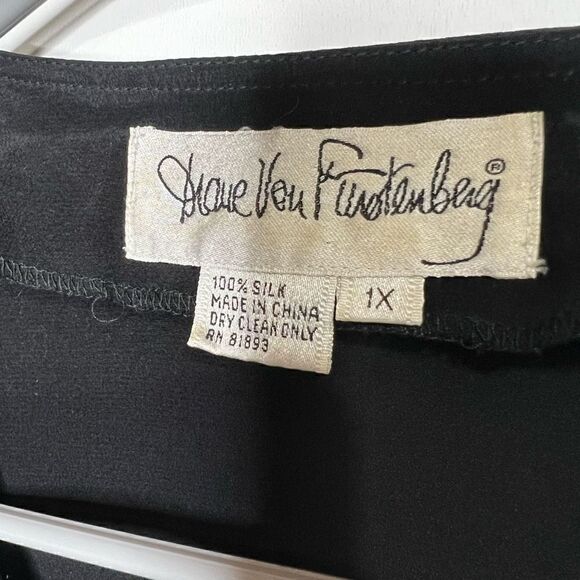 Diane Von Furstenberg®
100% SILK
MADE IN CHINA
DRY CLEAN ONLY
RN 81893
1X